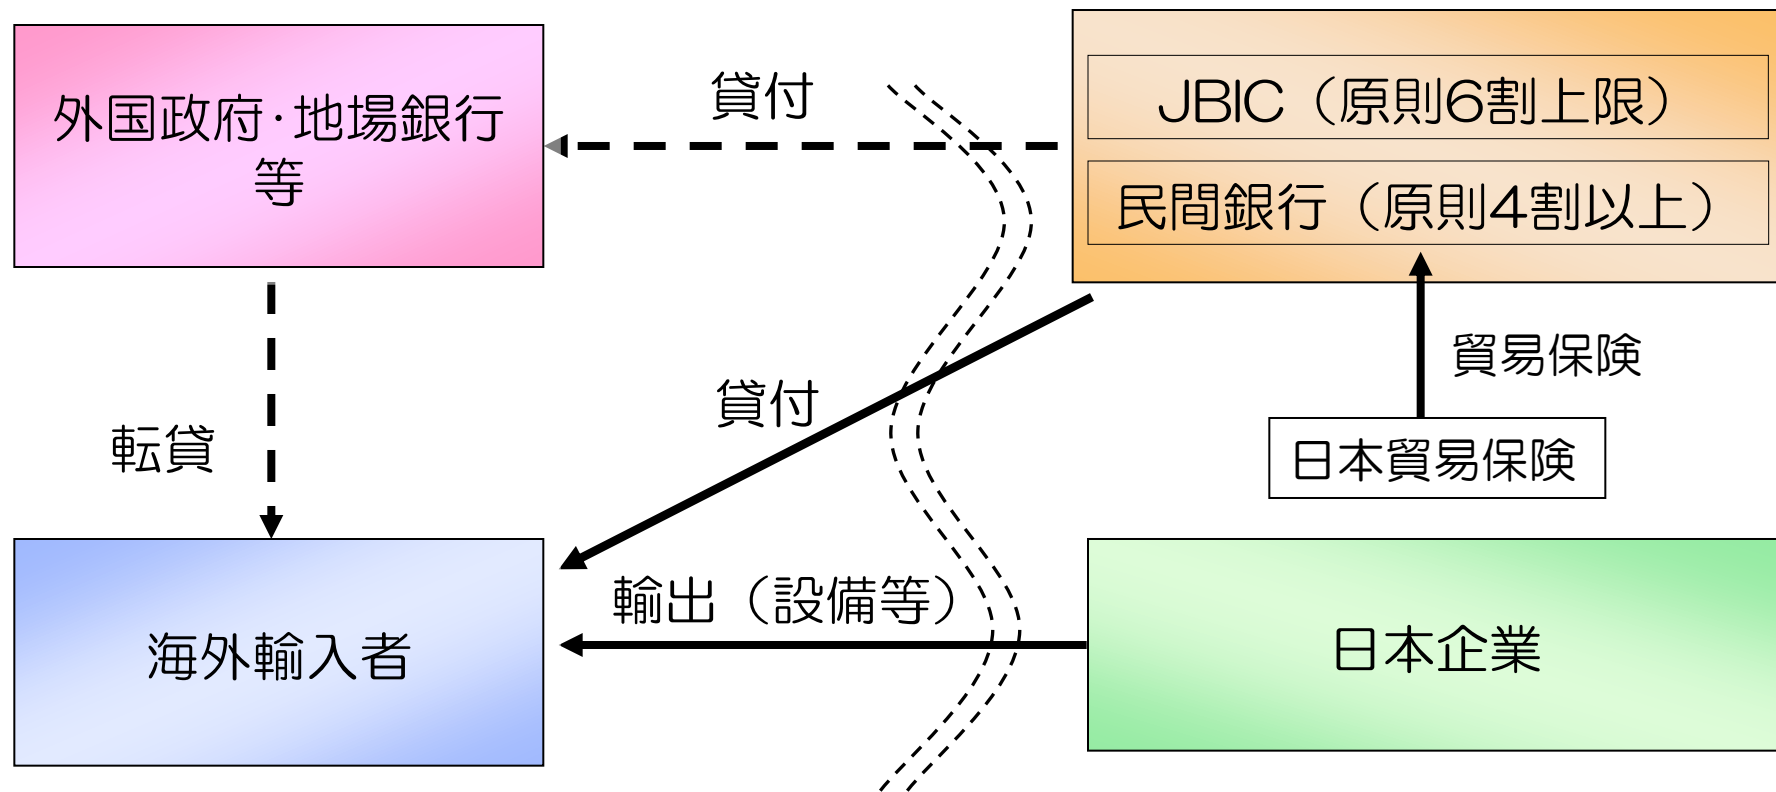 外国政府・地場銀行
等
貸付
JBIC（原則6割上限）
民間銀行（原則4割以上）
貿易保険
貸付
転貸
日本貿易保険
輸出（設備等）
海外輸入者
日本企業